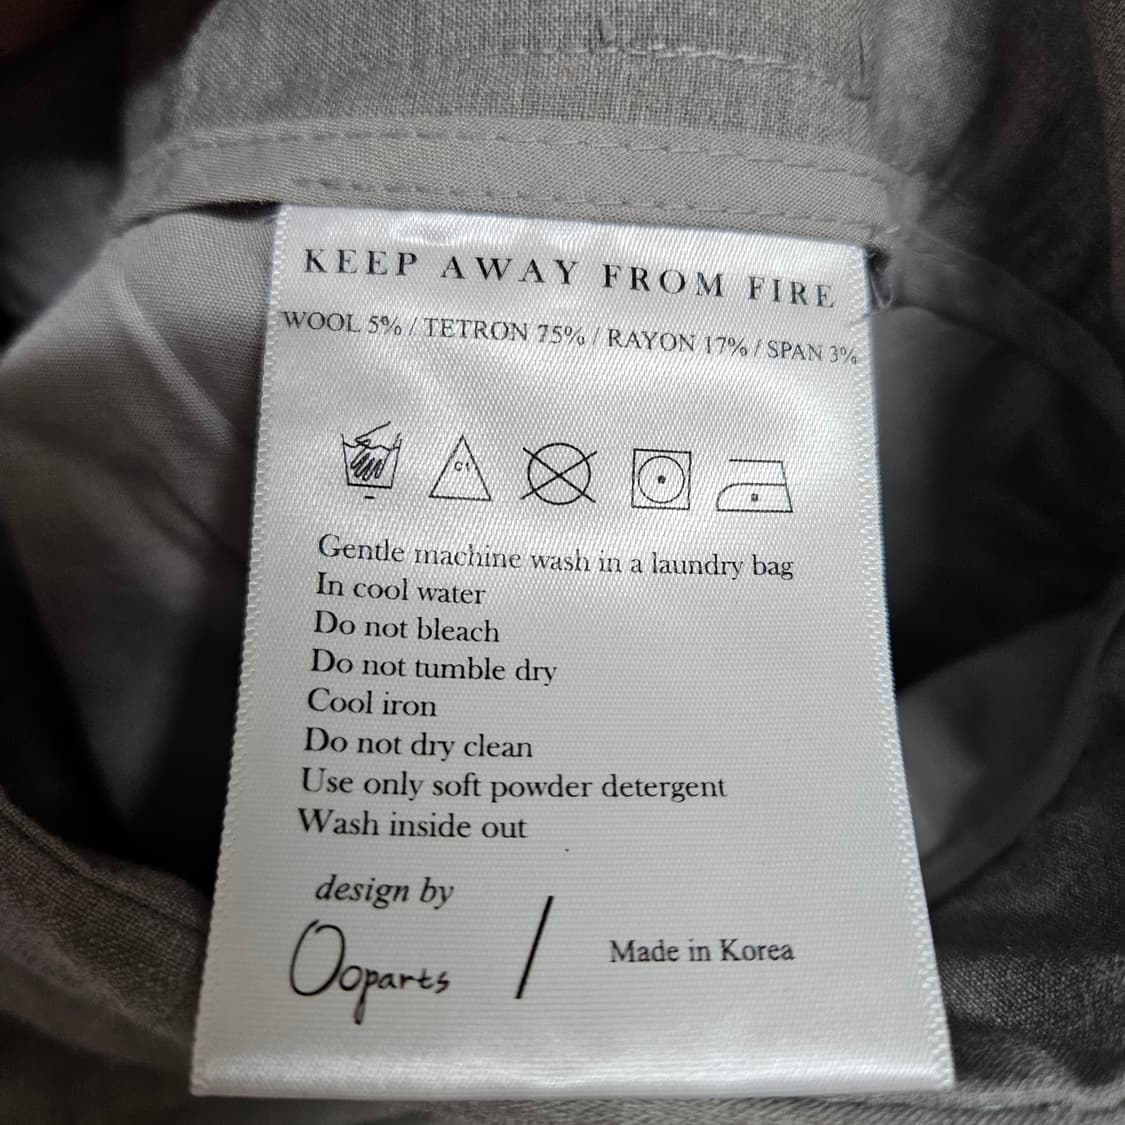 KEEP AWAY FROM FIRE
WOOL 5% / TETRON 75% / RAYON 17% / SPAN 3%
C1
Gentle machine wash in a laundry bag
In cool water
Do not bleach
Do not tumble dry
Cool iron
Do not dry clean
Use only soft powder detergent
Wash inside out
design by
Ooparts / Made in Korea